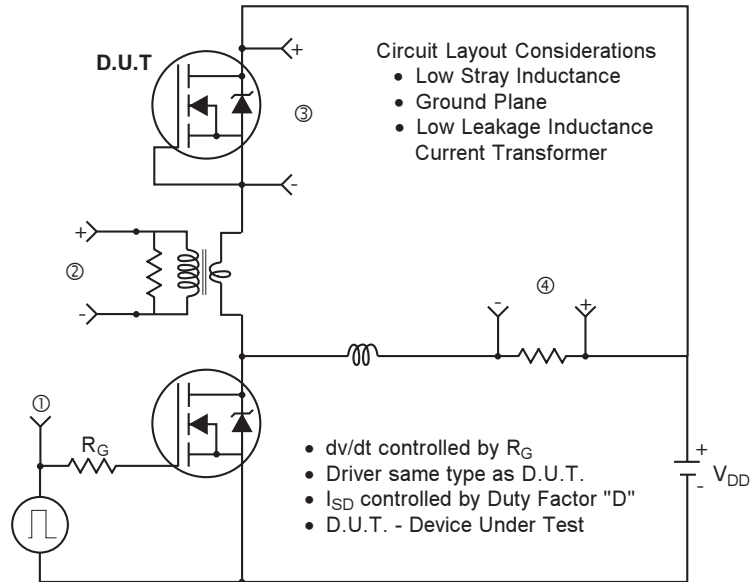 D.U.T
+
③
-
Circuit Layout Considerations
• Low Stray Inductance
• Ground Plane
• Low Leakage Inductance
Current Transformer
+
②
-
④
- +
①
RG
• dv/dt controlled by RG
• Driver same type as D.U.T.
• ISD controlled by Duty Factor "D"
• D.U.T. - Device Under Test
+
VDD
-